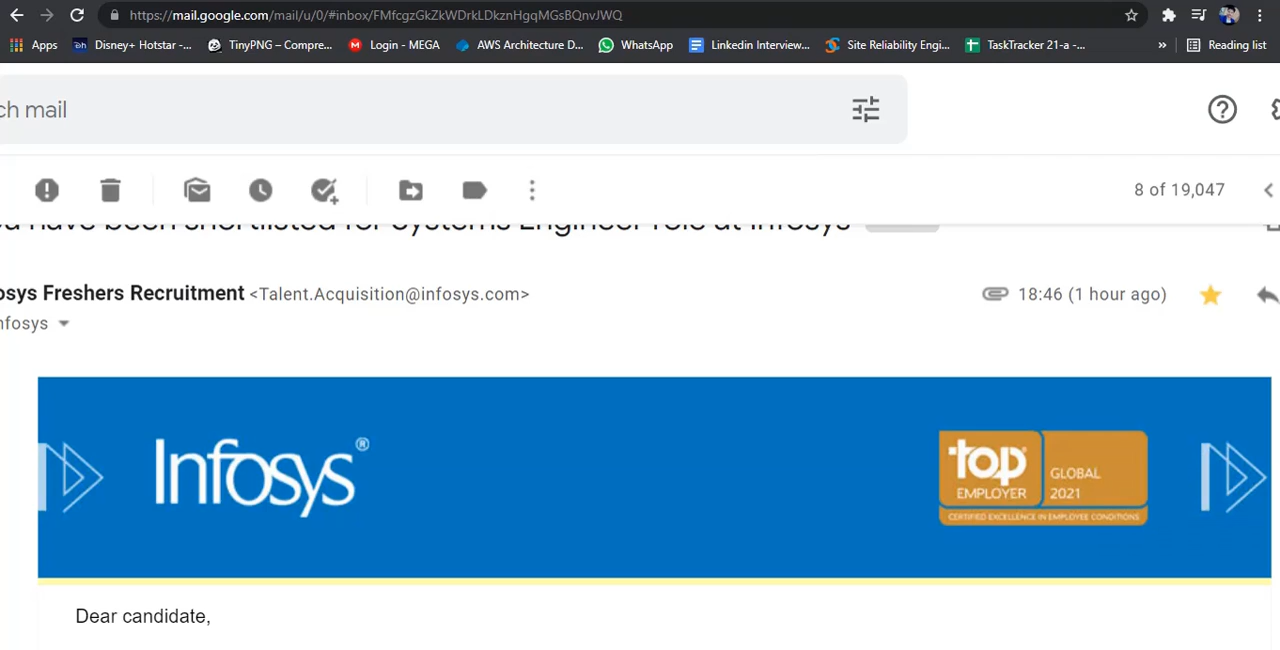 https://mail.google.com/mail/u/0/#inbox/FMfcgzGkZkWDrkLDkznHgqMGsBQnvJWQ
Apps Disney+ Hotstar -... TinyPNG – Compre... Login - MEGA AWS Architecture D... WhatsApp Linkedin Interview... Site Reliability Engi... TaskTracker 21-a -... » Reading list
ch mail
8 of 19,047
u have been shortlisted for Systems Engineer role at Infosys
osys Freshers Recruitment <Talent.Acquisition@infosys.com> 18:46 (1 hour ago)
nfosys
Infosys®
top
EMPLOYER
GLOBAL
2021
CERTIFIED EXCELLENCE IN EMPLOYEE CONDITIONS
Dear candidate,